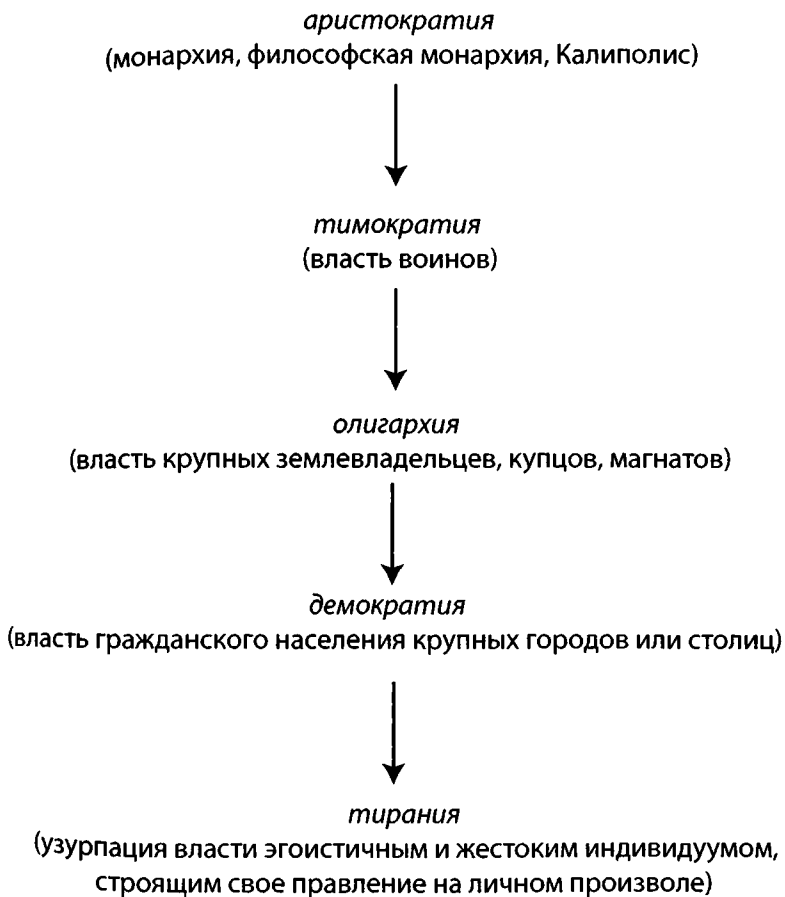 аристократия
(монархия, философская монархия, Калиполис)
тимократия
(власть воинов)
олигархия
(власть крупных землевладельцев, купцов, магнатов)
демократия
(власть гражданского населения крупных городов или столиц)
тирания
(узурпация власти эгоистичным и жестоким индивидуумом,
строящим свое правление на личном произволе)